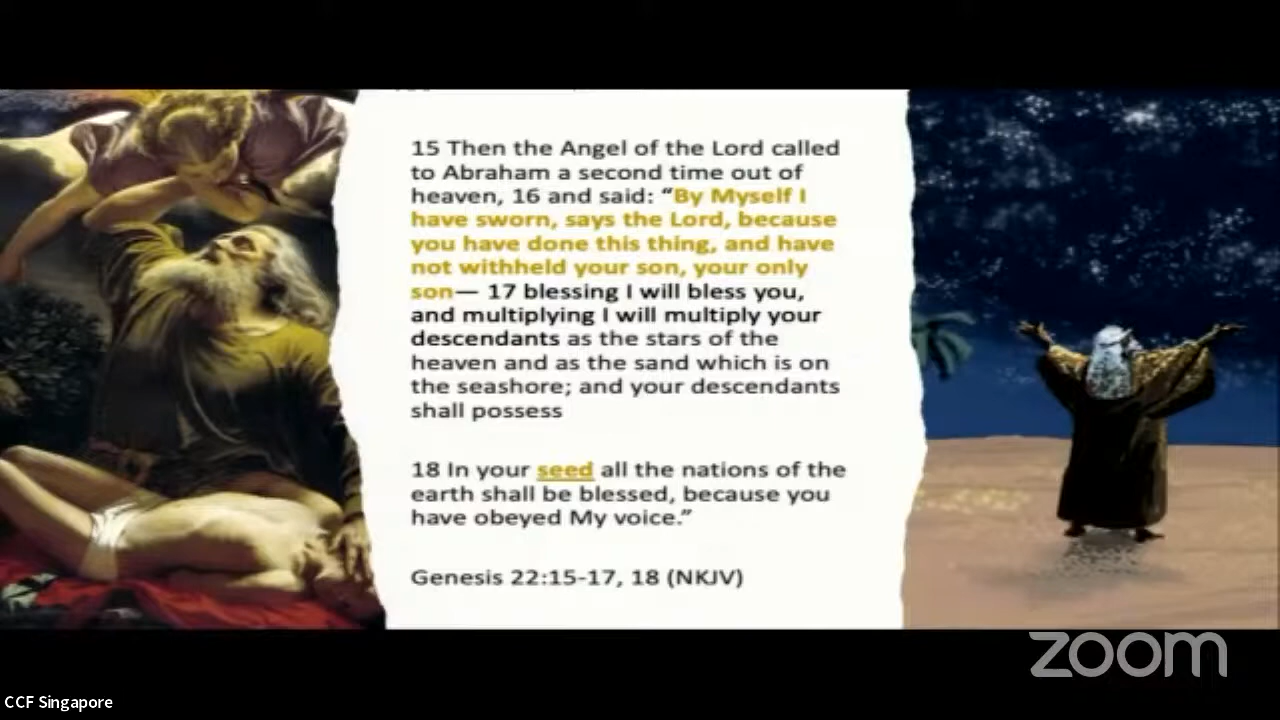 15 Then the Angel of the Lord called
to Abraham a second time out of
heaven, 16 and said: “By Myself I
have sworn, says the Lord, because
you have done this thing, and have
not withheld your son, your only
son— 17 blessing I will bless you,
and multiplying I will multiply your
descendants as the stars of the
heaven and as the sand which is on
the seashore; and your descendants
shall possess
18 In your seed all the nations of the
earth shall be blessed, because you
have obeyed My voice.”
Genesis 22:15-17, 18 (NKJV)
zoom
CCF Singapore